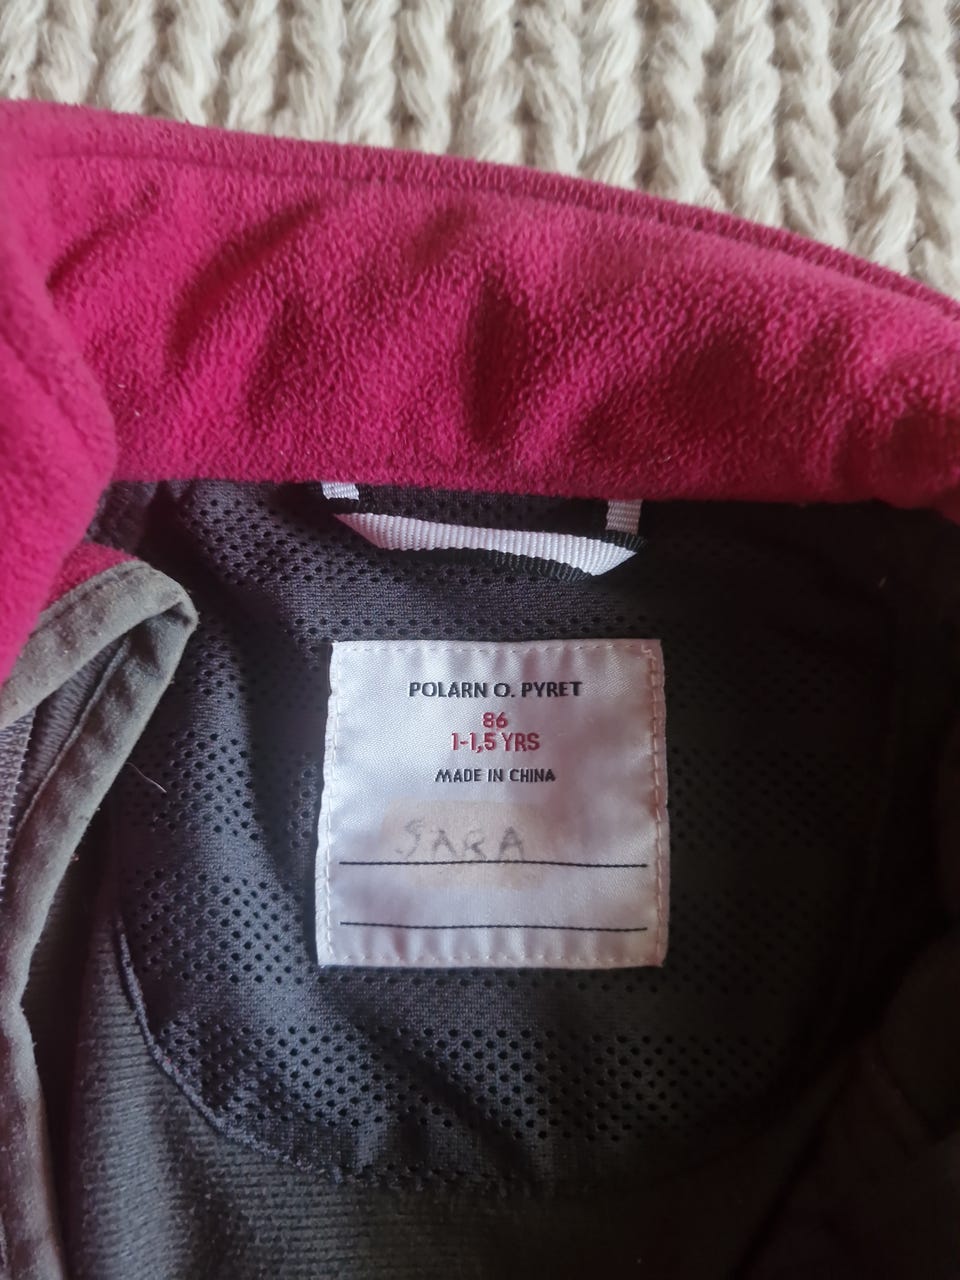 POLARN O. PYRET
86
1-1,5 YRS
MADE IN CHINA
SARA